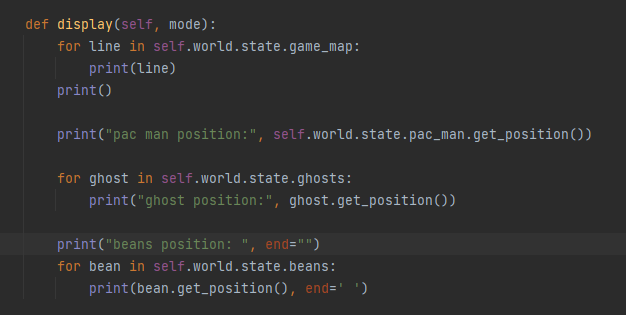 def display(self, mode):
    for line in self.world.state.game_map:
        print(line)
    print()

    print("pac man position:", self.world.state.pac_man.get_position())

    for ghost in self.world.state.ghosts:
        print("ghost position:", ghost.get_position())

    print("beans position: ", end="")
    for bean in self.world.state.beans:
        print(bean.get_position(), end=' ')